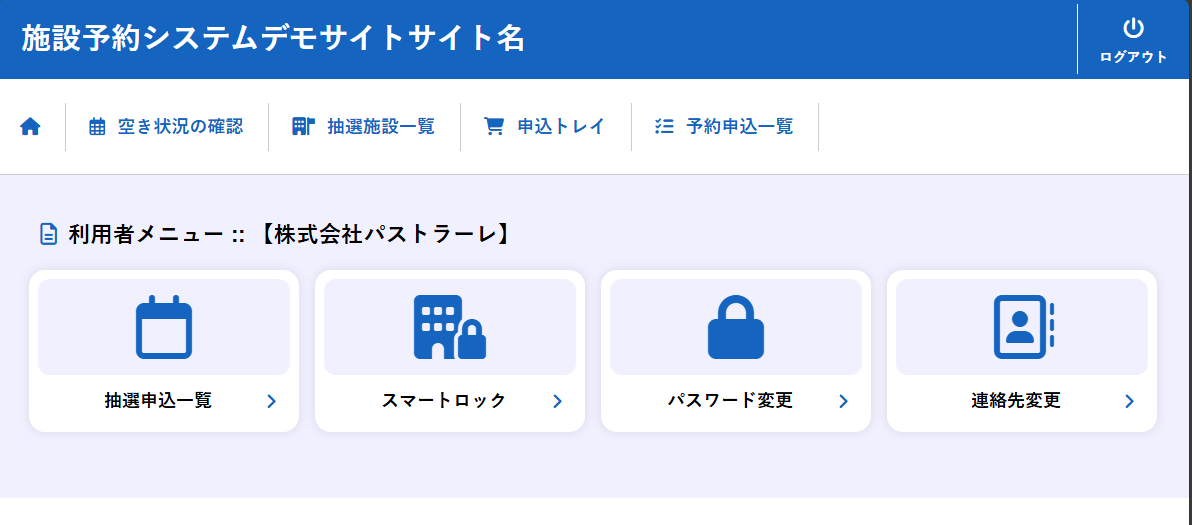 施設予約システムデモサイトサイト名
ログアウト
空き状況の確認
抽選施設一覧
申込トレイ
予約申込一覧
利用者メニュー :: 【株式会社パストラーレ】
抽選申込一覧
スマートロック
パスワード変更
連絡先変更